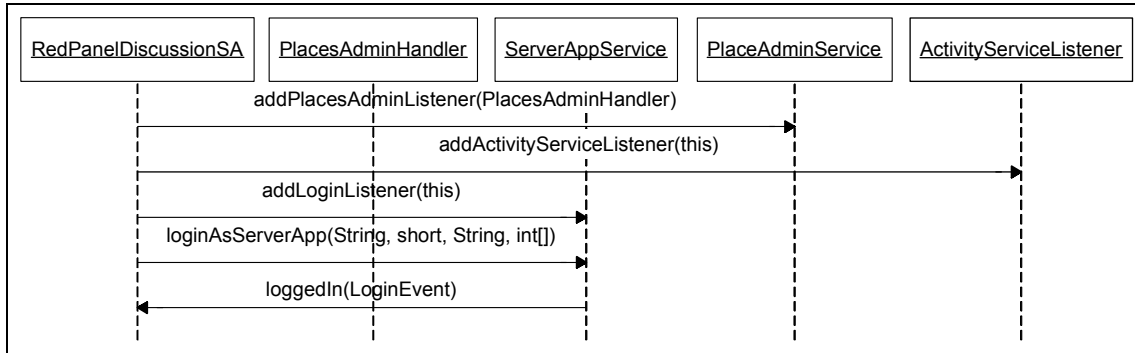 RedPanelDiscussionSA PlacesAdminHandler ServerAppService PlaceAdminService ActivityServiceListener
addPlacesAdminListener(PlacesAdminHandler)
addActivityServiceListener(this)
addLoginListener(this)
loginAsServerApp(String, short, String, int[])
loggedIn(LoginEvent)